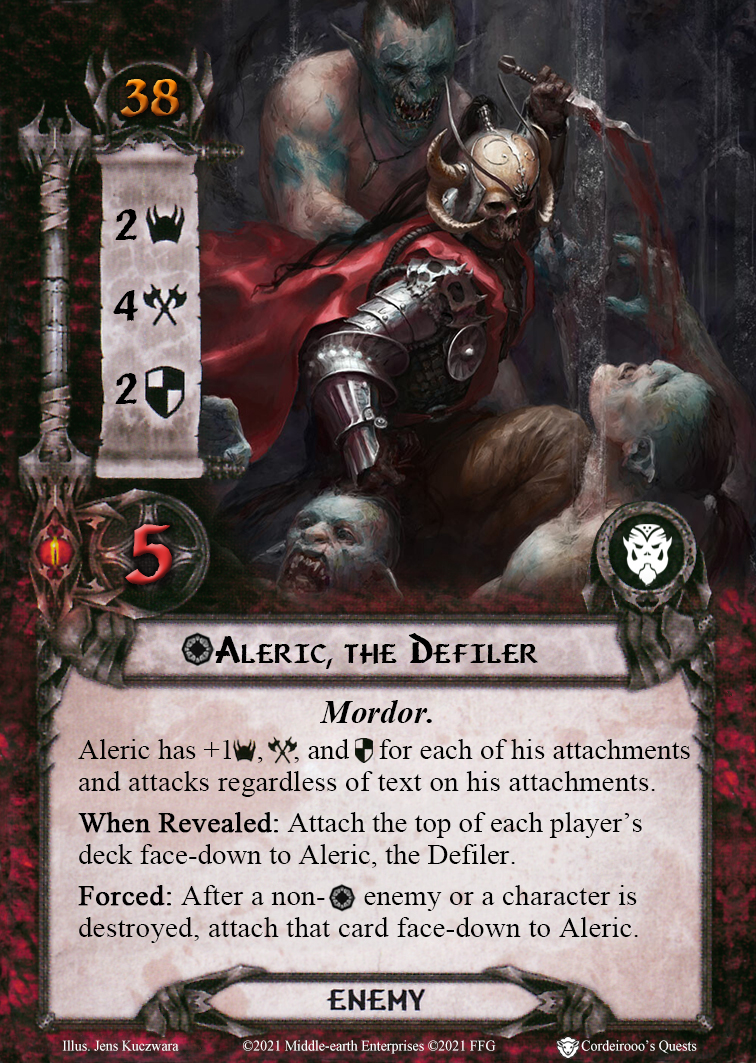 38
2
4
2
5
ALERIC, THE DEFILER
Mordor.
Aleric has +1 , , and for each of his attachments
and attacks regardless of text on his attachments.
When Revealed: Attach the top of each player's
deck face-down to Aleric, the Defiler.
Forced: After a non- enemy or a character is
destroyed, attach that card face-down to Aleric.
ENEMY
Illus. Jens Kuczwara ©2021 Middle-earth Enterprises ©2021 FFG Cordeirooo's Quests